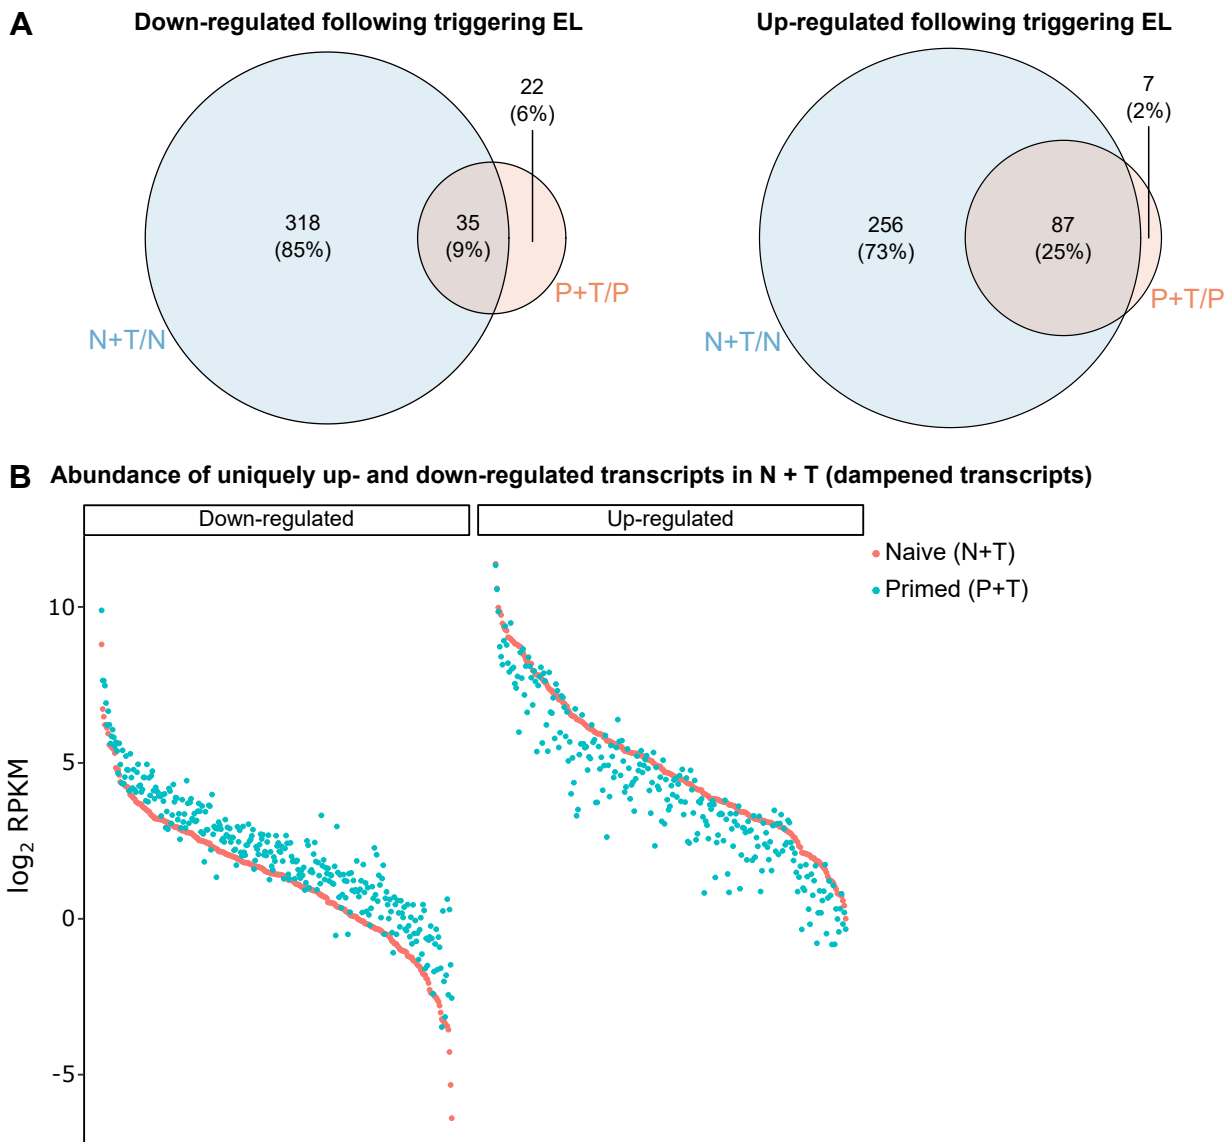 A
Down-regulated following triggering EL
Up-regulated following triggering EL
22
(6%)
318
(85%)
35
(9%)
P+T/P
N+T/N
7
(2%)
256
(73%)
87
(25%)
P+T/P
N+T/N
B Abundance of uniquely up- and down-regulated transcripts in N + T (dampened transcripts)
Down-regulated
Up-regulated
Naive (N+T)
Primed (P+T)
log₂ RPKM
10
5
0
-5